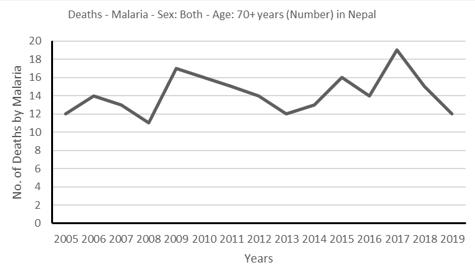 Deaths - Malaria - Sex: Both - Age: 70+ years (Number) in Nepal
No. of Deaths by Malaria
20
18
16
14
12
10
8
6
4
2
0
2005 2006 2007 2008 2009 2010 2011 2012 2013 2014 2015 2016 2017 2018 2019
Years